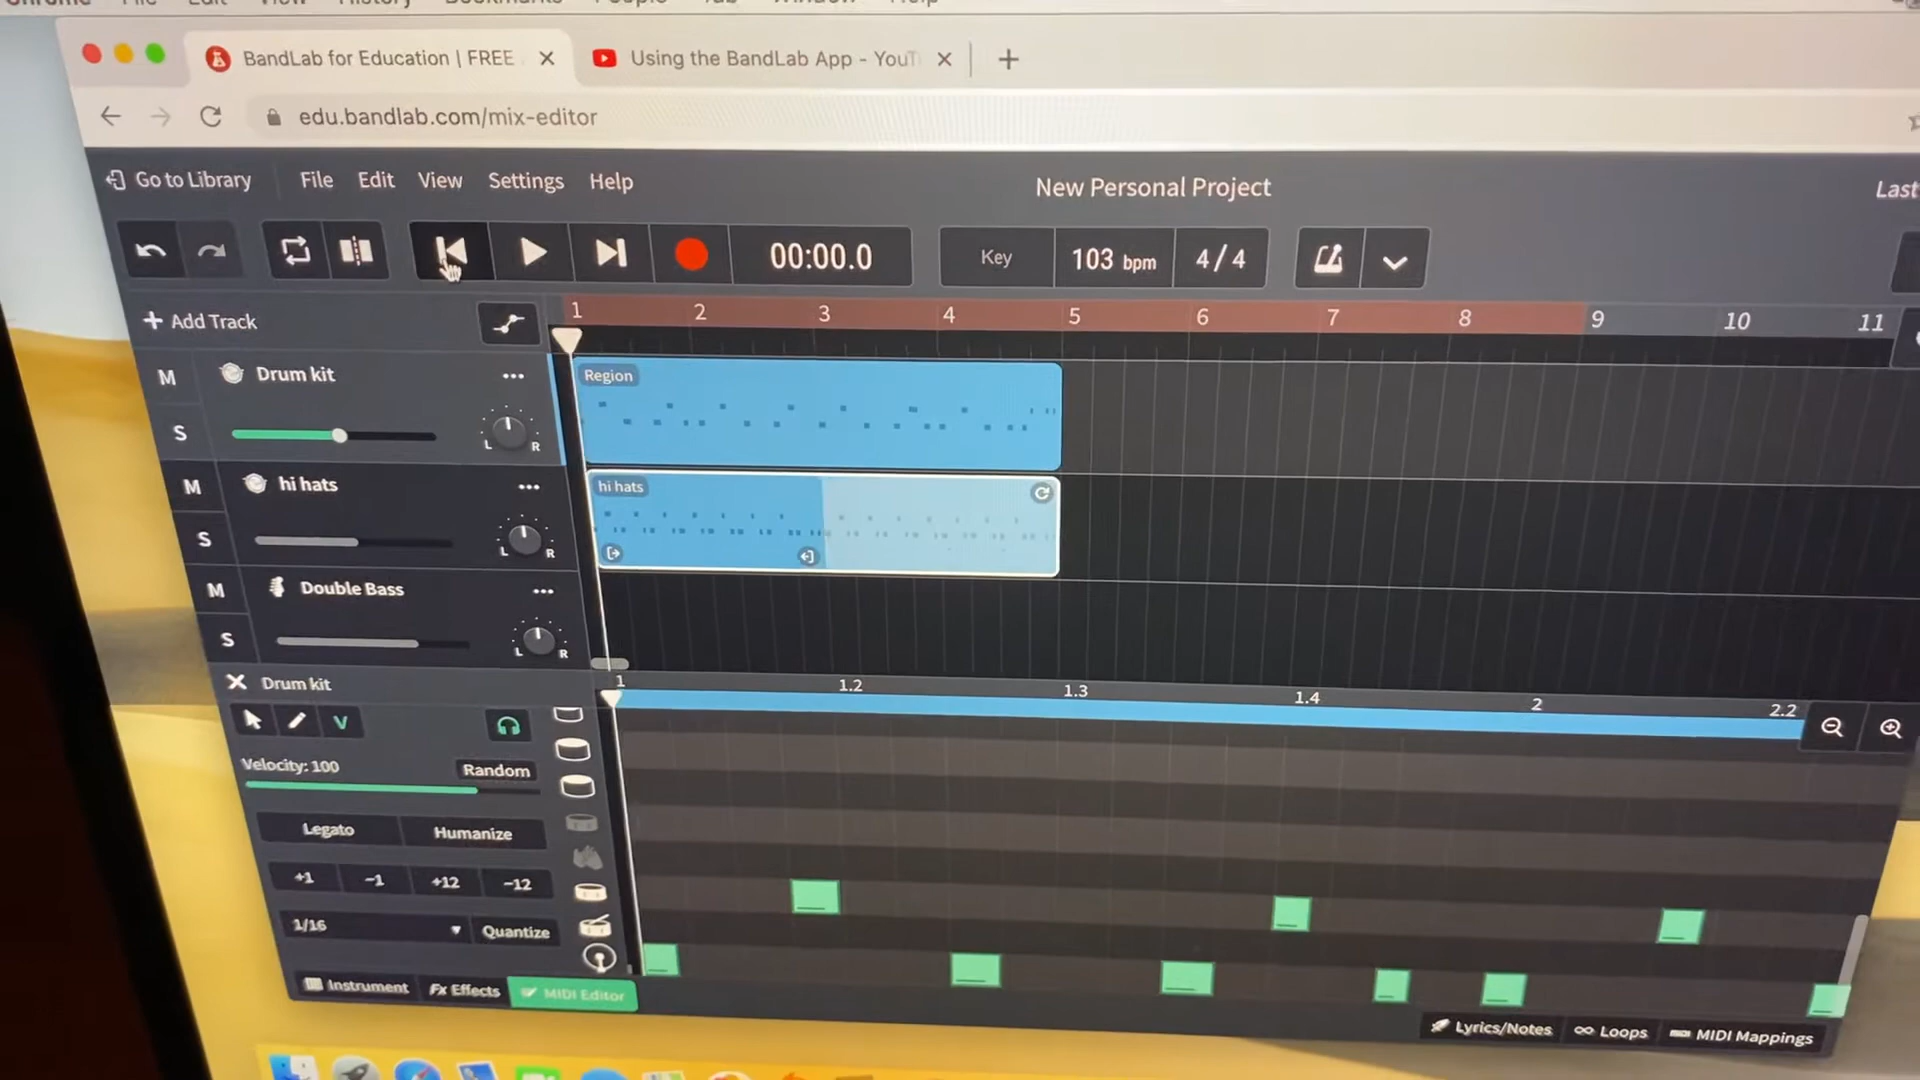 History
Help
BandLab for Education | FREE
Using the BandLab App - YouT
edu.bandlab.com/mix-editor
Go to Library
File Edit View Settings Help
New Personal Project
Last
00:00.0
Key
103 bpm
4/4
+ Add Track
1 2 3 4 5 6 7 8 9 10 11
M
Drum kit
...
S
L R
Region
M
hi hats
...
S
L R
hi hats
M
Double Bass
...
S
L R
X Drum kit
1 1.2 1.3 1.4 2 2.2
V
Velocity: 100
Random
Legato
Humanize
+1 -1 +12 -12
1/16
Quantize
Instrument
Fx Effects
MIDI Editor
Lyrics/Notes
Loops
MIDI Mappings